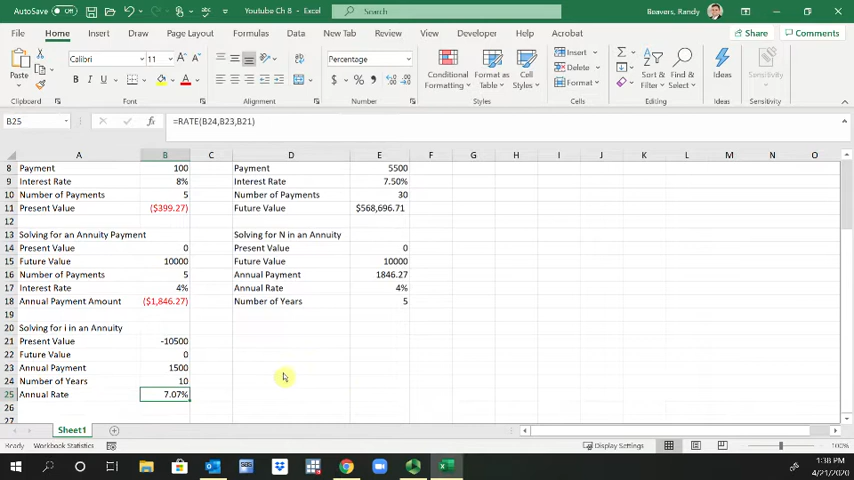 AutoSave Off Youtube Ch 8 - Excel Search Beavers, Randy
File Home Insert Draw Page Layout Formulas Data New Tab Review View Developer Help Acrobat Share Comments
Calibri 11 Percentage Insert
Paste Conditional Format as Cell Delete Sort & Find & Ideas Sensitivity
Formatting Table Styles Format Filter Select
Clipboard Font Alignment Number Styles Cells Editing Ideas Sensitivity
B25 =RATE(B24,B23,B21)
A B C D E F G H I J K L M N O
8 Payment 100 Payment 5500
9 Interest Rate 8% Interest Rate 7.50%
10 Number of Payments 5 Number of Payments 30
11 Present Value ($399.27) Future Value $568,696.71
12
13 Solving for an Annuity Payment Solving for N in an Annuity
14 Present Value 0 Present Value 0
15 Future Value 10000 Future Value 10000
16 Number of Payments 5 Annual Payment 1846.27
17 Interest Rate 4% Annual Rate 4%
18 Annual Payment Amount ($1,846.27) Number of Years 5
19
20 Solving for i in an Annuity
21 Present Value -10500
22 Future Value 0
23 Annual Payment 1500
24 Number of Years 10
25 Annual Rate 7.07%
26
27
Sheet1
Ready Workbook Statistics Display Settings 100%
1:38 PM
4/21/2020